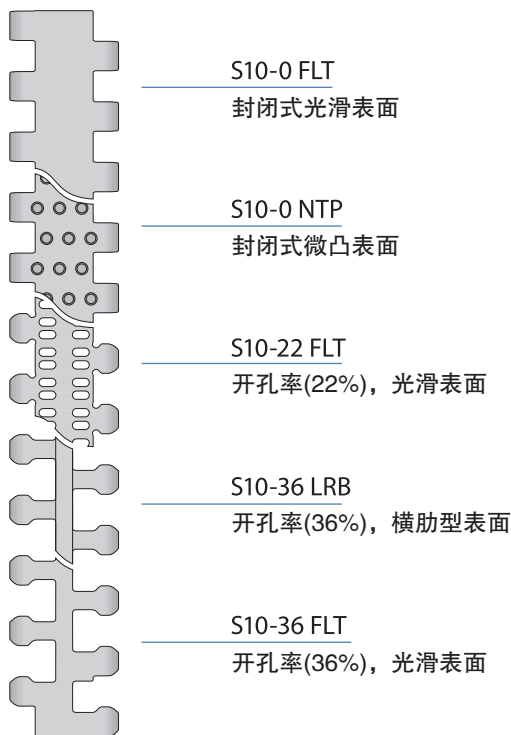 S10-0 FLT
封闭式光滑表面
S10-0 NTP
封闭式微凸表面
S10-22 FLT
开孔率(22%)，光滑表面
S10-36 LRB
开孔率(36%)，横肋型表面
S10-36 FLT
开孔率(36%)，光滑表面